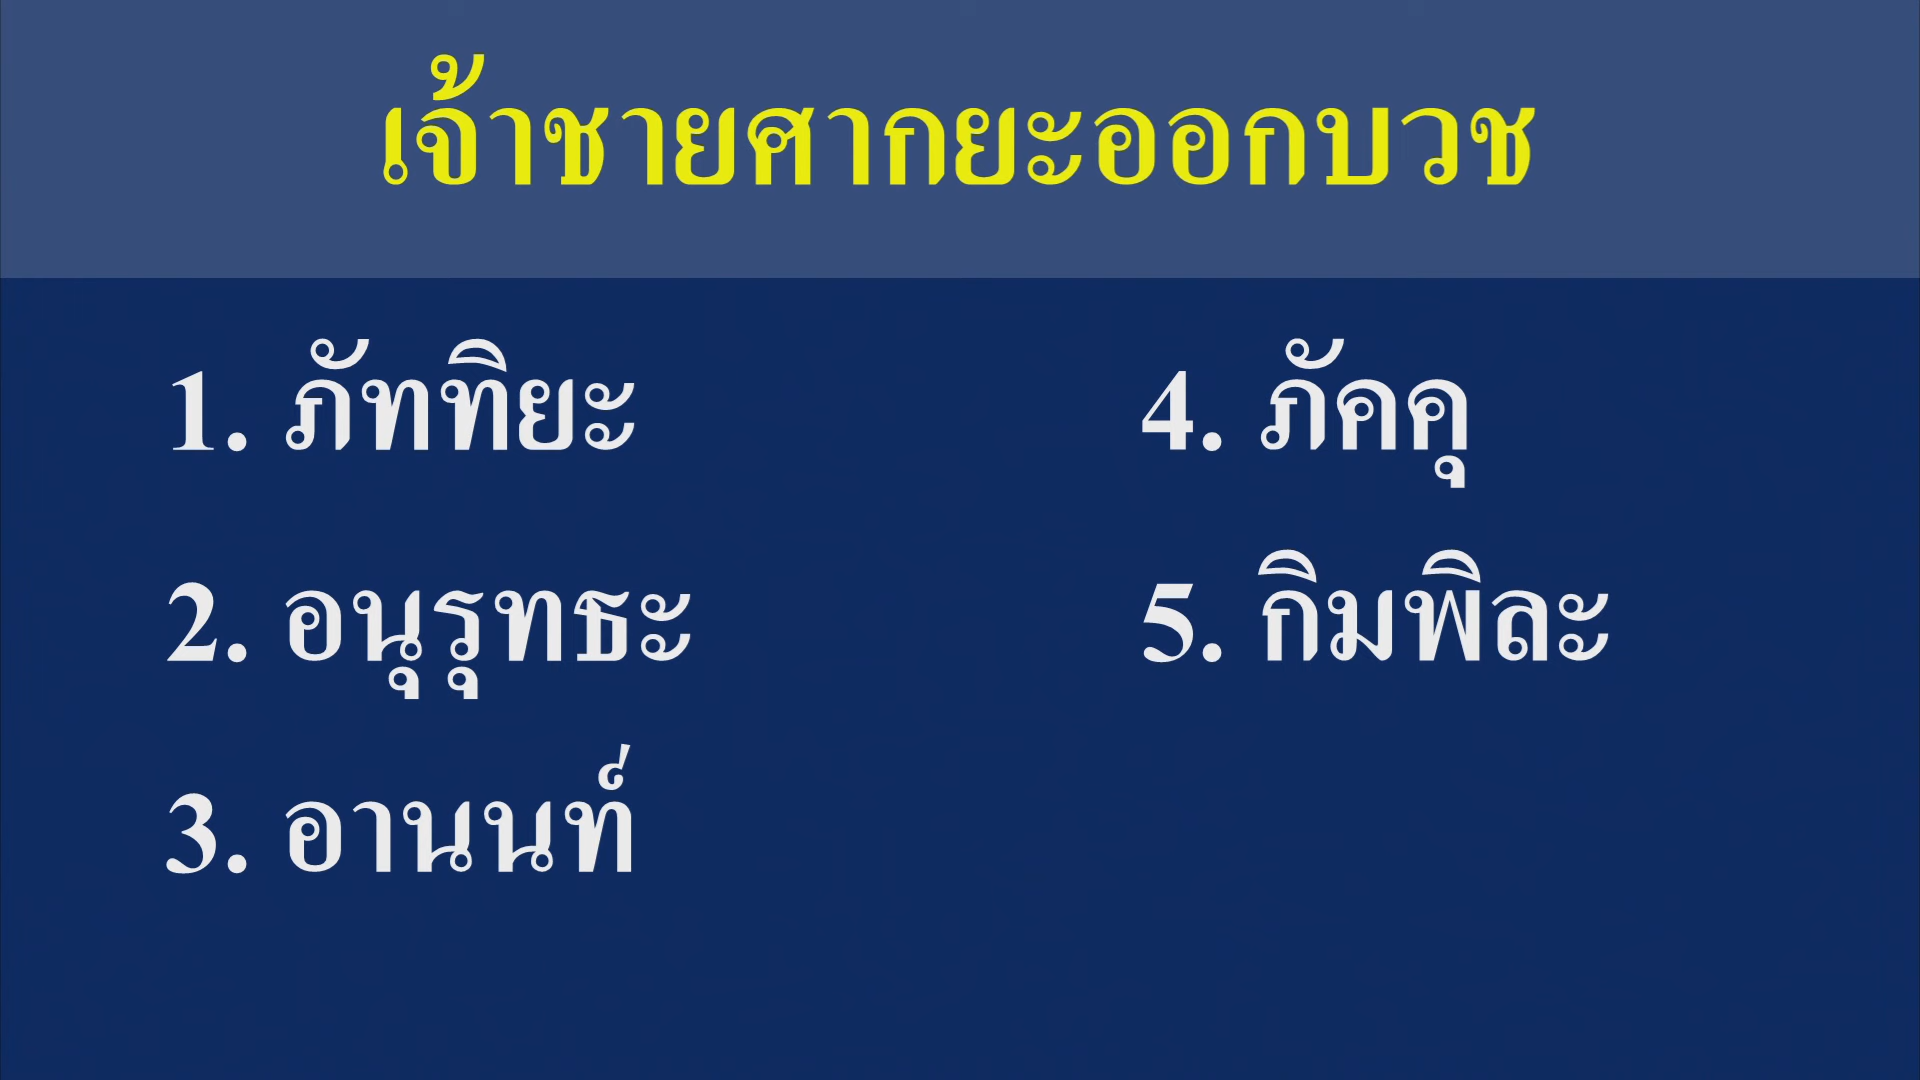 เจ้าชายศากยะออกบวช
1. ภัททิยะ
2. อนุรุทธะ
3. อานนท์
4. ภัคคุ
5. กิมพิละ